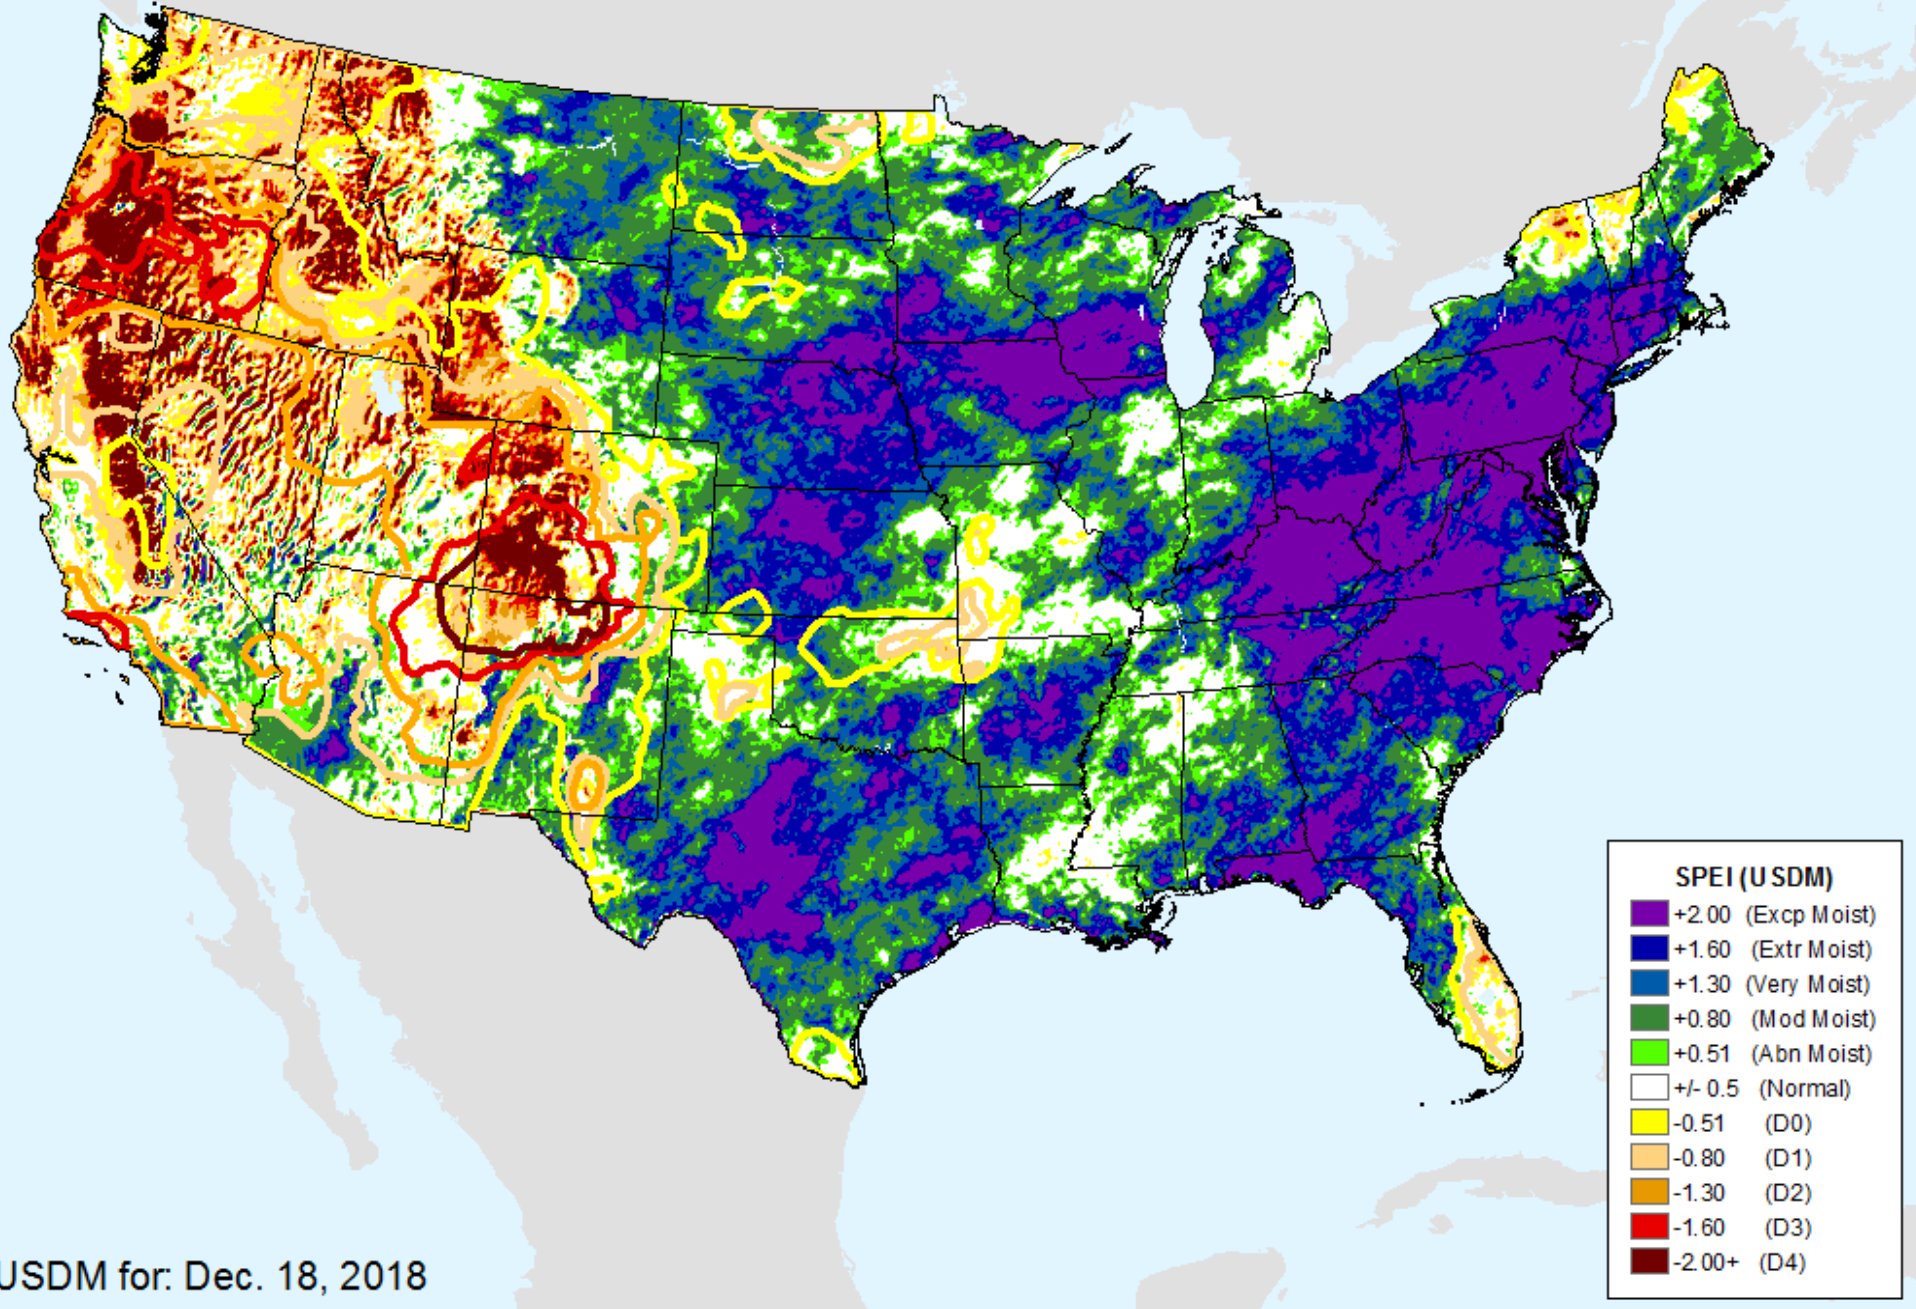 SPEI (USDM)
+2.00 (Excp Moist)
+1.60 (Extr Moist)
+1.30 (Very Moist)
+0.80 (Mod Moist)
+0.51 (Abn Moist)
+/- 0.5 (Normal)
-0.51 (D0)
-0.80 (D1)
-1.30 (D2)
-1.60 (D3)
-2.00+ (D4)
USDM for: Dec. 18, 2018